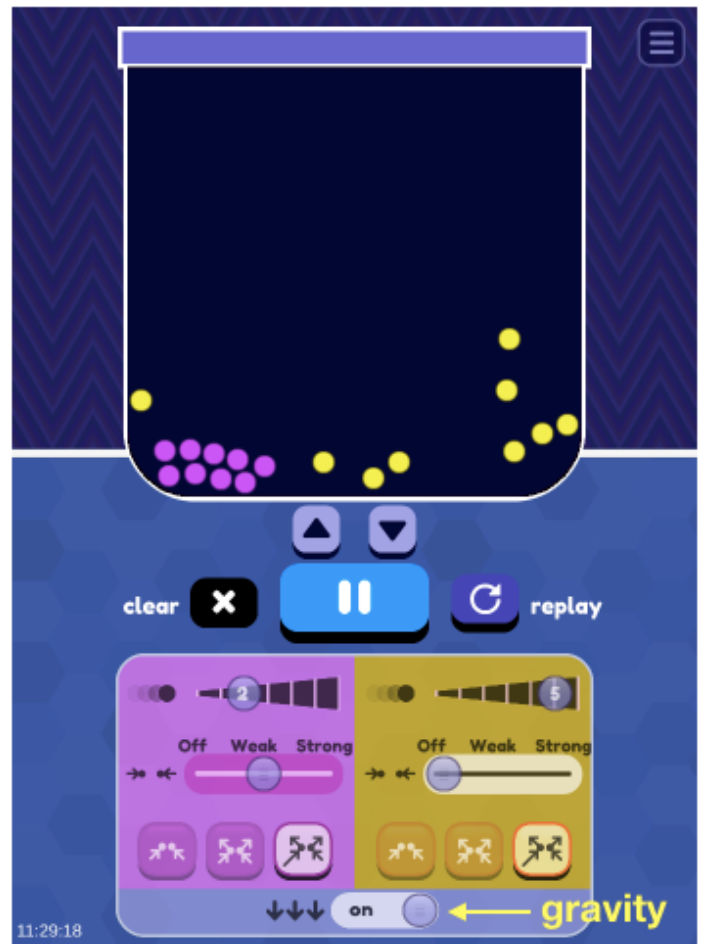 clear
replay
2
5
Off Weak Strong
Off Weak Strong
on
gravity
11:29:18